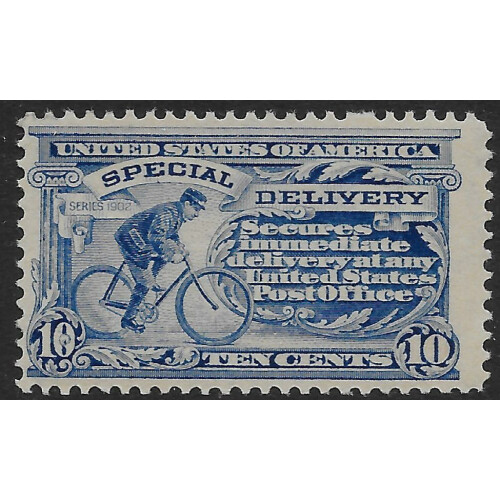 UNITED STATES OF AMERICA
SPECIAL
DELIVERY
SERIES 1902
Secures
immediate
delivery at any
United States
Post Office
10
TEN CENTS
10